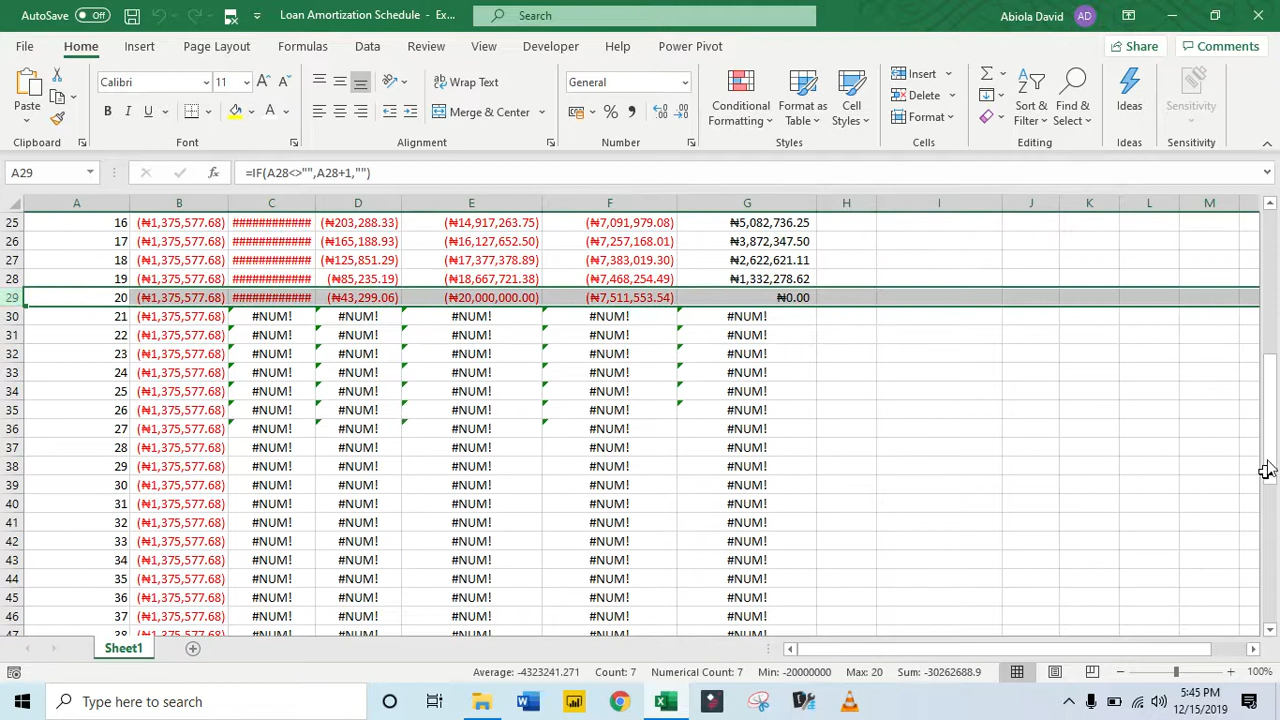 AutoSave Off Loan Amortization Schedule - Ex... Search Abiola David AD
File Home Insert Page Layout Formulas Data Review View Developer Help Power Pivot Share Comments
Paste Calibri 11 Wrap Text General Conditional Formatting Format as Table Cell Styles Insert Sort & Filter Find & Select Ideas Sensitivity
B I U Merge & Center Delete
Format
Clipboard Font Alignment Number Styles Cells Editing Ideas Sensitivity
A29 fx =IF(A28<>"",A28+1,"")
A B C D E F G H I J K L M
25 16 (₦1,375,577.68) ############ (₦203,288.33) (₦14,917,263.75) (₦7,091,979.08) ₦5,082,736.25
26 17 (₦1,375,577.68) ############ (₦165,188.93) (₦16,127,652.50) (₦7,257,168.01) ₦3,872,347.50
27 18 (₦1,375,577.68) ############ (₦125,851.29) (₦17,377,378.89) (₦7,383,019.30) ₦2,622,621.11
28 19 (₦1,375,577.68) ############ (₦85,235.19) (₦18,667,721.38) (₦7,468,254.49) ₦1,332,278.62
29 20 (₦1,375,577.68) ############ (₦43,299.06) (₦20,000,000.00) (₦7,511,553.54) ₦0.00
30 21 (₦1,375,577.68) #NUM! #NUM! #NUM! #NUM! #NUM!
31 22 (₦1,375,577.68) #NUM! #NUM! #NUM! #NUM! #NUM!
32 23 (₦1,375,577.68) #NUM! #NUM! #NUM! #NUM! #NUM!
33 24 (₦1,375,577.68) #NUM! #NUM! #NUM! #NUM! #NUM!
34 25 (₦1,375,577.68) #NUM! #NUM! #NUM! #NUM! #NUM!
35 26 (₦1,375,577.68) #NUM! #NUM! #NUM! #NUM! #NUM!
36 27 (₦1,375,577.68) #NUM! #NUM! #NUM! #NUM! #NUM!
37 28 (₦1,375,577.68) #NUM! #NUM! #NUM! #NUM! #NUM!
38 29 (₦1,375,577.68) #NUM! #NUM! #NUM! #NUM! #NUM!
39 30 (₦1,375,577.68) #NUM! #NUM! #NUM! #NUM! #NUM!
40 31 (₦1,375,577.68) #NUM! #NUM! #NUM! #NUM! #NUM!
41 32 (₦1,375,577.68) #NUM! #NUM! #NUM! #NUM! #NUM!
42 33 (₦1,375,577.68) #NUM! #NUM! #NUM! #NUM! #NUM!
43 34 (₦1,375,577.68) #NUM! #NUM! #NUM! #NUM! #NUM!
44 35 (₦1,375,577.68) #NUM! #NUM! #NUM! #NUM! #NUM!
45 36 (₦1,375,577.68) #NUM! #NUM! #NUM! #NUM! #NUM!
46 37 (₦1,375,577.68) #NUM! #NUM! #NUM! #NUM! #NUM!
47 38 (₦1,375,577.68) #NUM! #NUM! #NUM! #NUM! #NUM!
Sheet1
Average: -4323241.271 Count: 7 Numerical Count: 7 Min: -20000000 Max: 20 Sum: -30262688.9 100%
Type here to search 5:45 PM
12/15/2019